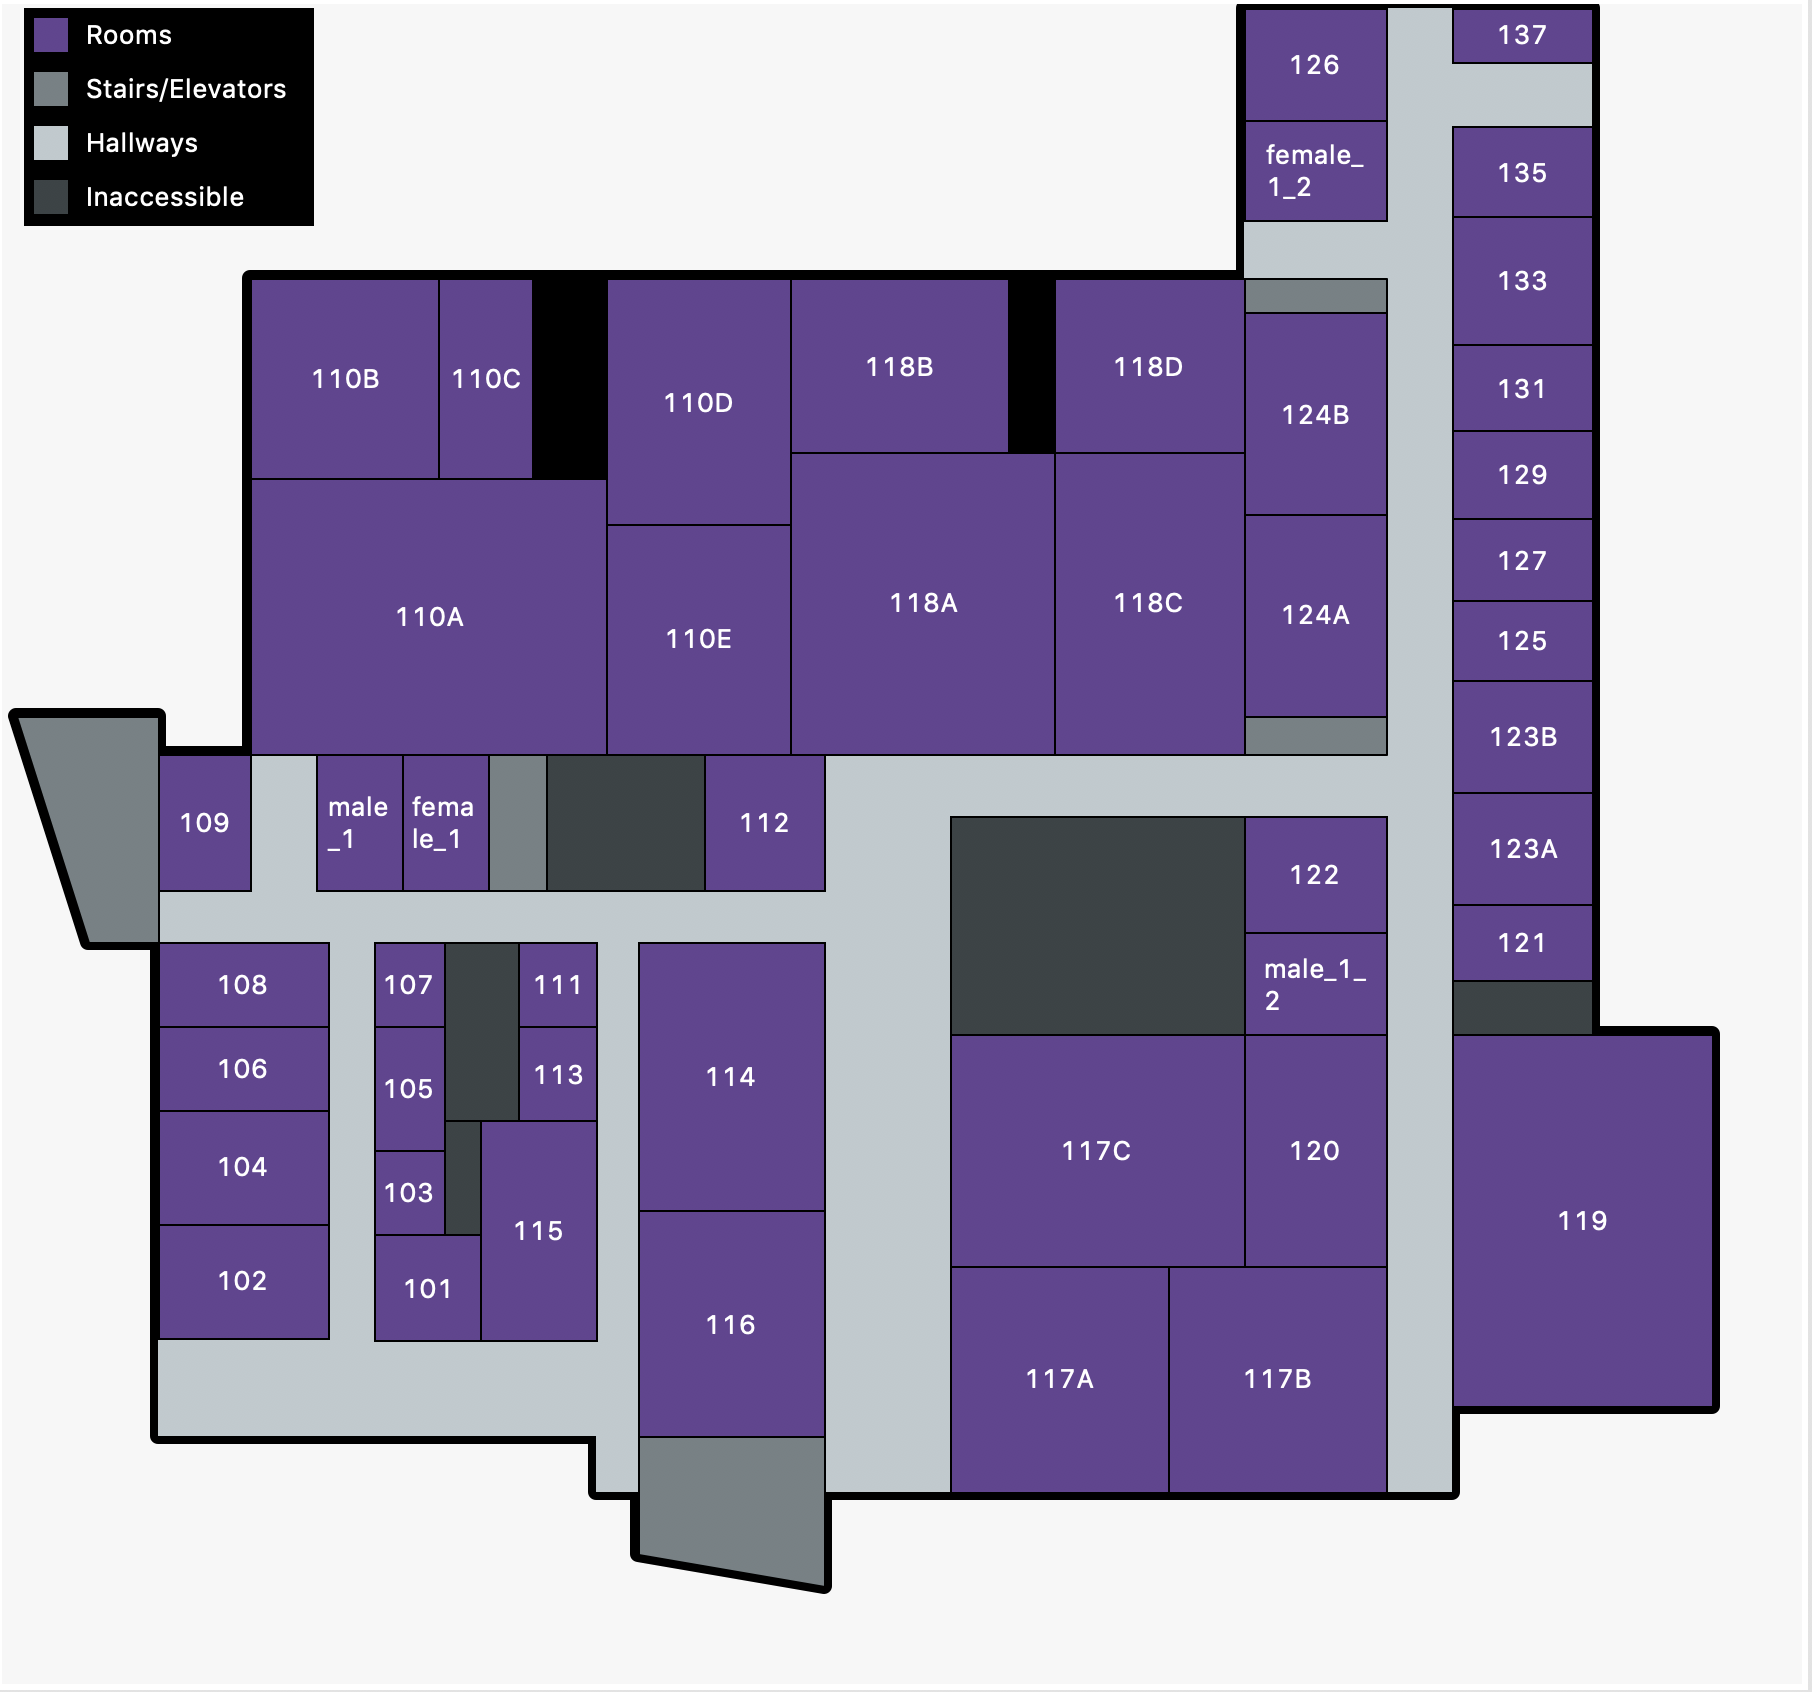 Rooms
Stairs/Elevators
Hallways
Inaccessible
126
137
female_
1_2
135
133
110B
110C
110D
118B
118D
124B
131
129
127
110A
110E
118A
118C
124A
125
123B
109
male
_1
fema
le_1
112
122
123A
male_1_
2
121
108
107
111
114
106
105
113
117C
120
104
103
115
119
102
101
116
117A
117B